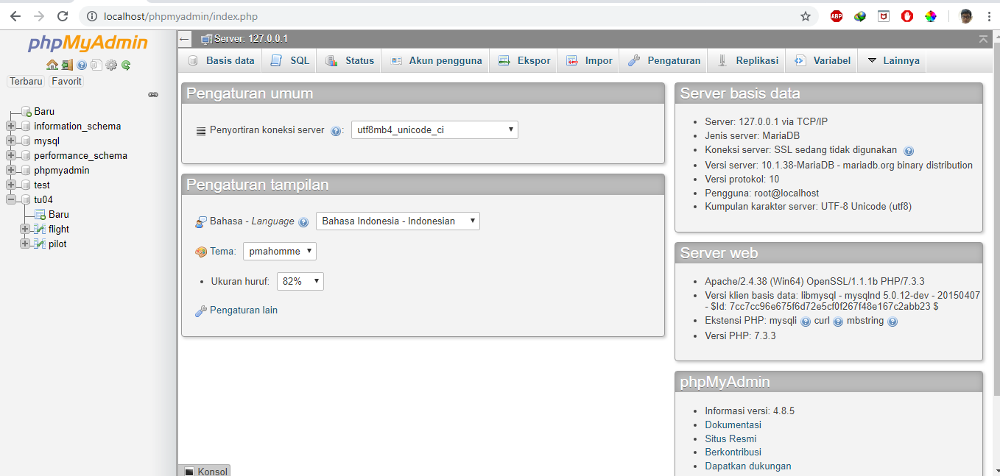 localhost/phpmyadmin/index.php
ABP
phpMyAdmin
Terbaru Favorit
Baru
information_schema
mysql
performance_schema
phpmyadmin
test
tu04
Baru
flight
pilot
Server: 127.0.0.1
Basis data SQL Status Akun pengguna Ekspor Impor Pengaturan Replikasi Variabel Lainnya
Pengaturan umum
Penyortiran koneksi server : utf8mb4_unicode_ci
Pengaturan tampilan
Bahasa - Language Bahasa Indonesia - Indonesian
Tema: pmahomme
• Ukuran huruf: 82%
Pengaturan lain
Konsol
Server basis data
• Server: 127.0.0.1 via TCP/IP
• Jenis server: MariaDB
• Koneksi server: SSL sedang tidak digunakan
• Versi server: 10.1.38-MariaDB - mariadb.org binary distribution
• Versi protokol: 10
• Pengguna: root@localhost
• Kumpulan karakter server: UTF-8 Unicode (utf8)
Server web
• Apache/2.4.38 (Win64) OpenSSL/1.1.1b PHP/7.3.3
• Versi klien basis data: libmysql - mysqlnd 5.0.12-dev - 20150407
- $Id: 7cc7cc96e675f6d72e5cf0f267f48e167c2abb23 $
• Ekstensi PHP: mysqli curl mbstring
• Versi PHP: 7.3.3
phpMyAdmin
• Informasi versi: 4.8.5
• Dokumentasi
• Situs Resmi
• Berkontribusi
• Dapatkan dukungan